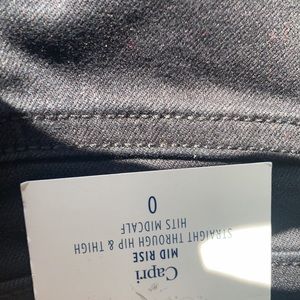 Capri
MID RISE
STRAIGHT THROUGH HIP & THIGH
HITS MIDCALF
0